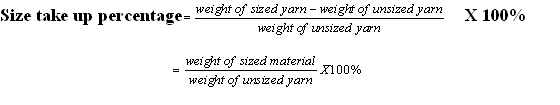 Size take up percentage= weight of sized yarn − weight of unsized yarn / weight of unsized yarn X 100%
= weight of sized material / weight of unsized yarn X100%